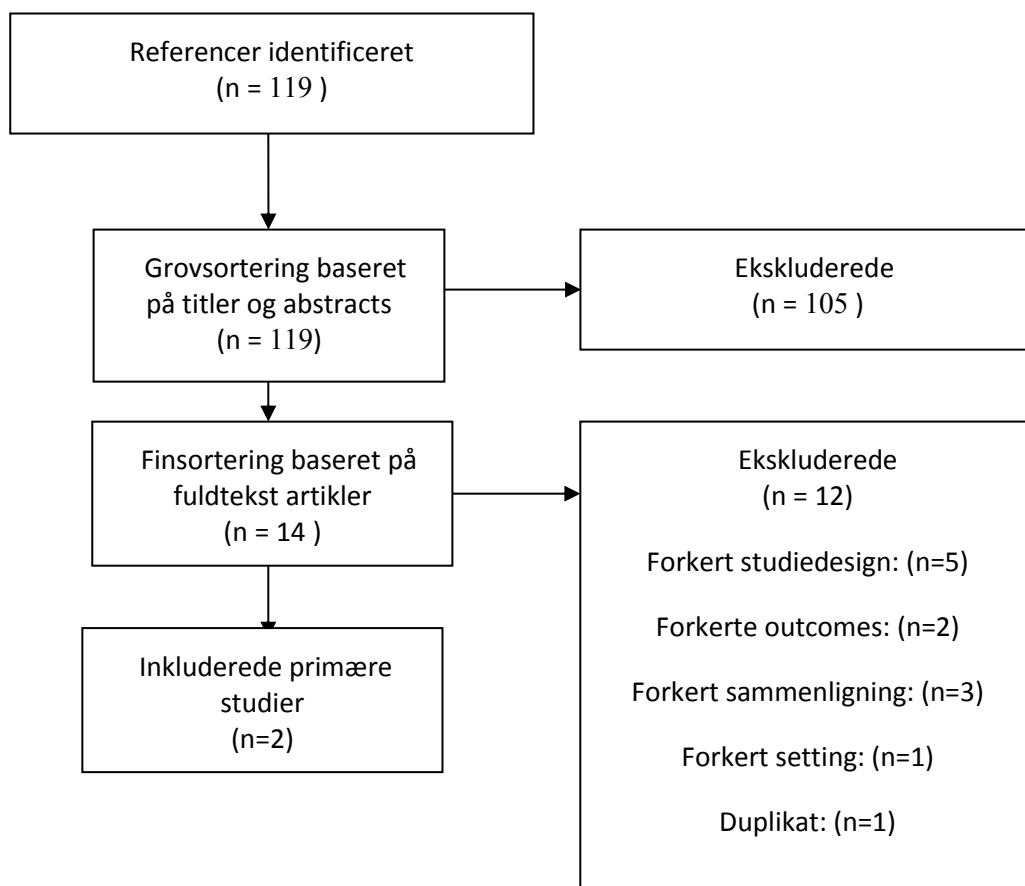 Referencer identificeret
(n = 119 )
Grovsortering baseret
på titler og abstracts
(n = 119)
Ekskluderede
(n = 105 )
Finsortering baseret på
fuldtekst artikler
(n = 14 )
Ekskluderede
(n = 12)
Forkert studiedesign: (n=5)
Forkerte outcomes: (n=2)
Forkert sammenligning: (n=3)
Forkert setting: (n=1)
Duplikat: (n=1)
Inkluderede primære
studier
(n=2)